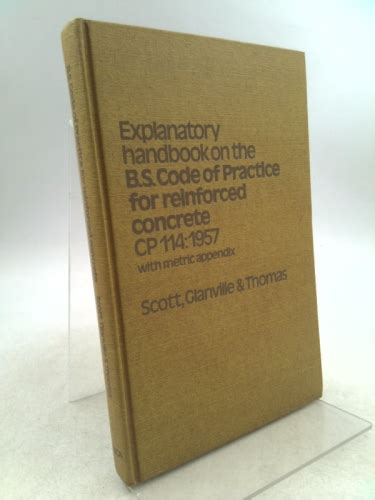 Explanatory
handbook on the
B.S. Code of Practice
for reinforced
concrete
CP 114:1957
with metric appendix
Scott, Glanville & Thomas